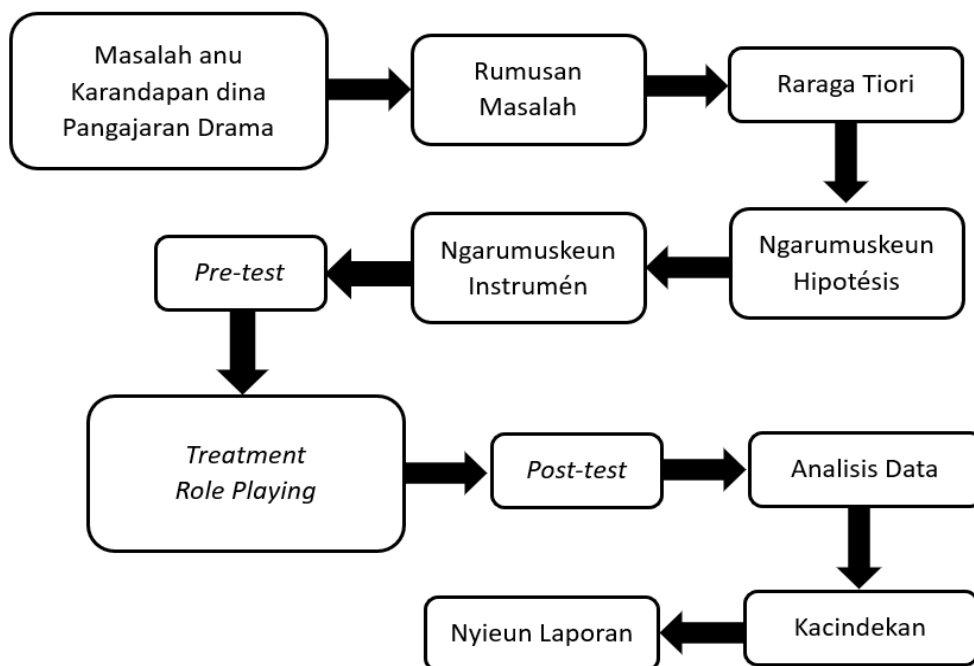 Masalah anu
Karandapan dina
Pangajaran Drama
Rumusan
Masalah
Raraga Tiori
Ngarumuskeun
Hipotésis
Ngarumuskeun
Instrumén
Pre-test
Treatment
Role Playing
Post-test
Analisis Data
Kacindekan
Nyieun Laporan